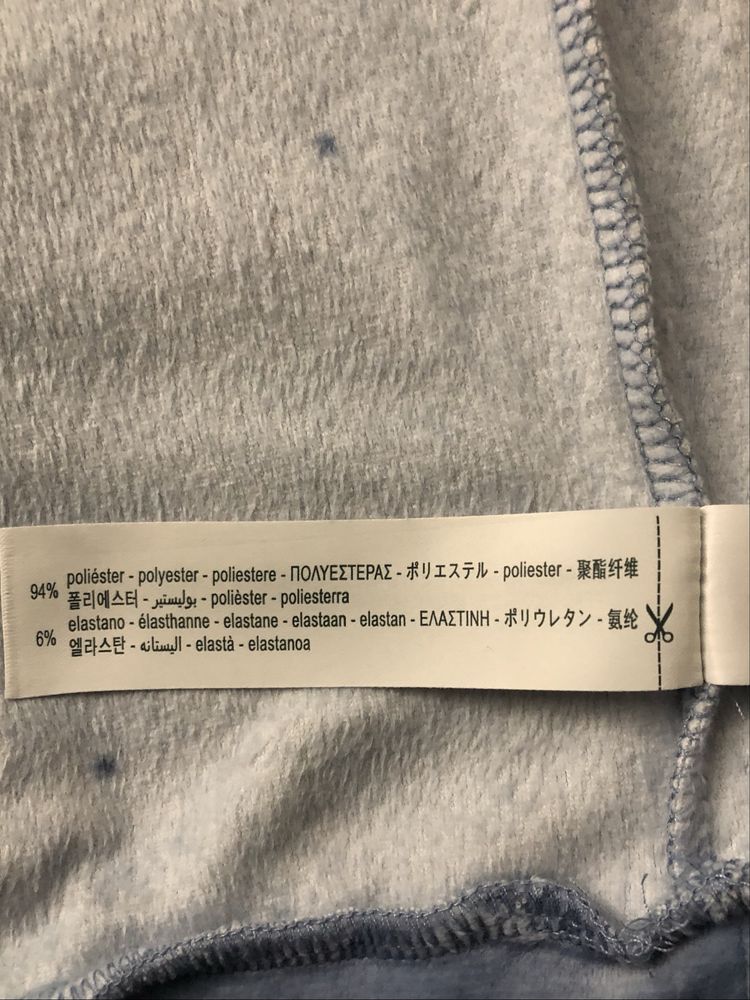 94% poliéster - polyester - poliestere - ΠΟΛΥΕΣΤΕΡΑΣ - ポリエステル - poliester - 聚酯纤维
폴리에스터 - بوليستير - polièster - poliesterra
6% elastano - élasthanne - elastane - elastaan - elastan - ΕΛΑΣΤΙΝΗ - ポリウレタン - 氨纶
엘라스탄 - اليستانه - elastà - elastanoa